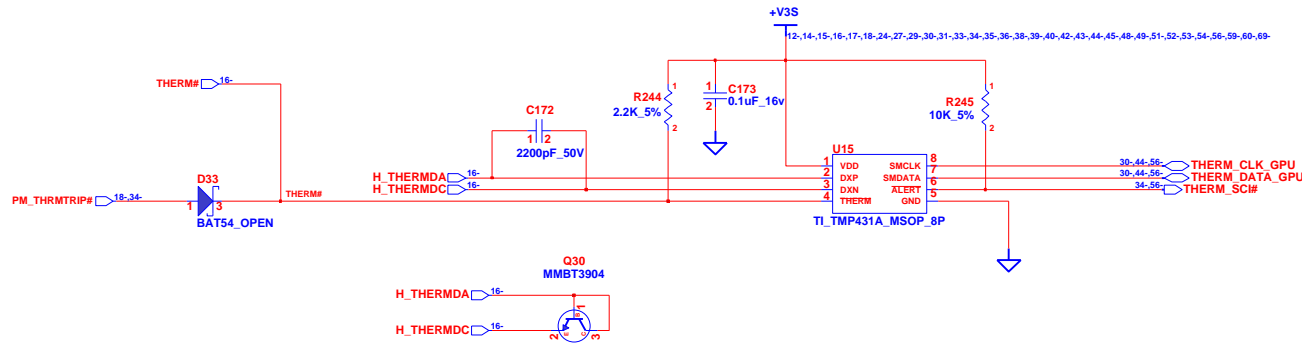 +V3S
12-,14-,15-,16-,17-,18-,24-,27-,29-,30-,31-,33-,34-,35-,36-,38-,39-,40-,42-,43-,44-,45-,48-,49-,51-,52-,53-,54-,56-,59-,60-,69-
THERM# 16-
C172
1 2
2200pF_50V
R244
2.2K_5%
1
2
C173
0.1uF_16v
1
2
R245
10K_5%
1
2
U15
1 VDD SMCLK 8
2 DXP SMDATA 7
3 DXN ALERT 6
4 THERM GND 5
TI_TMP431A_MSOP_8P
30-,44-,56- THERM_CLK_GPU
30-,44-,56- THERM_DATA_GPU
34-,56- THERM_SCI#
H_THERMDA 16-
H_THERMDC 16-
D33
PM_THRMTRIP# 18-,34-
1 3
THERM#
BAT54_OPEN
Q30
MMBT3904
H_THERMDA 16-
H_THERMDC 16-
1
B
2 E C 3